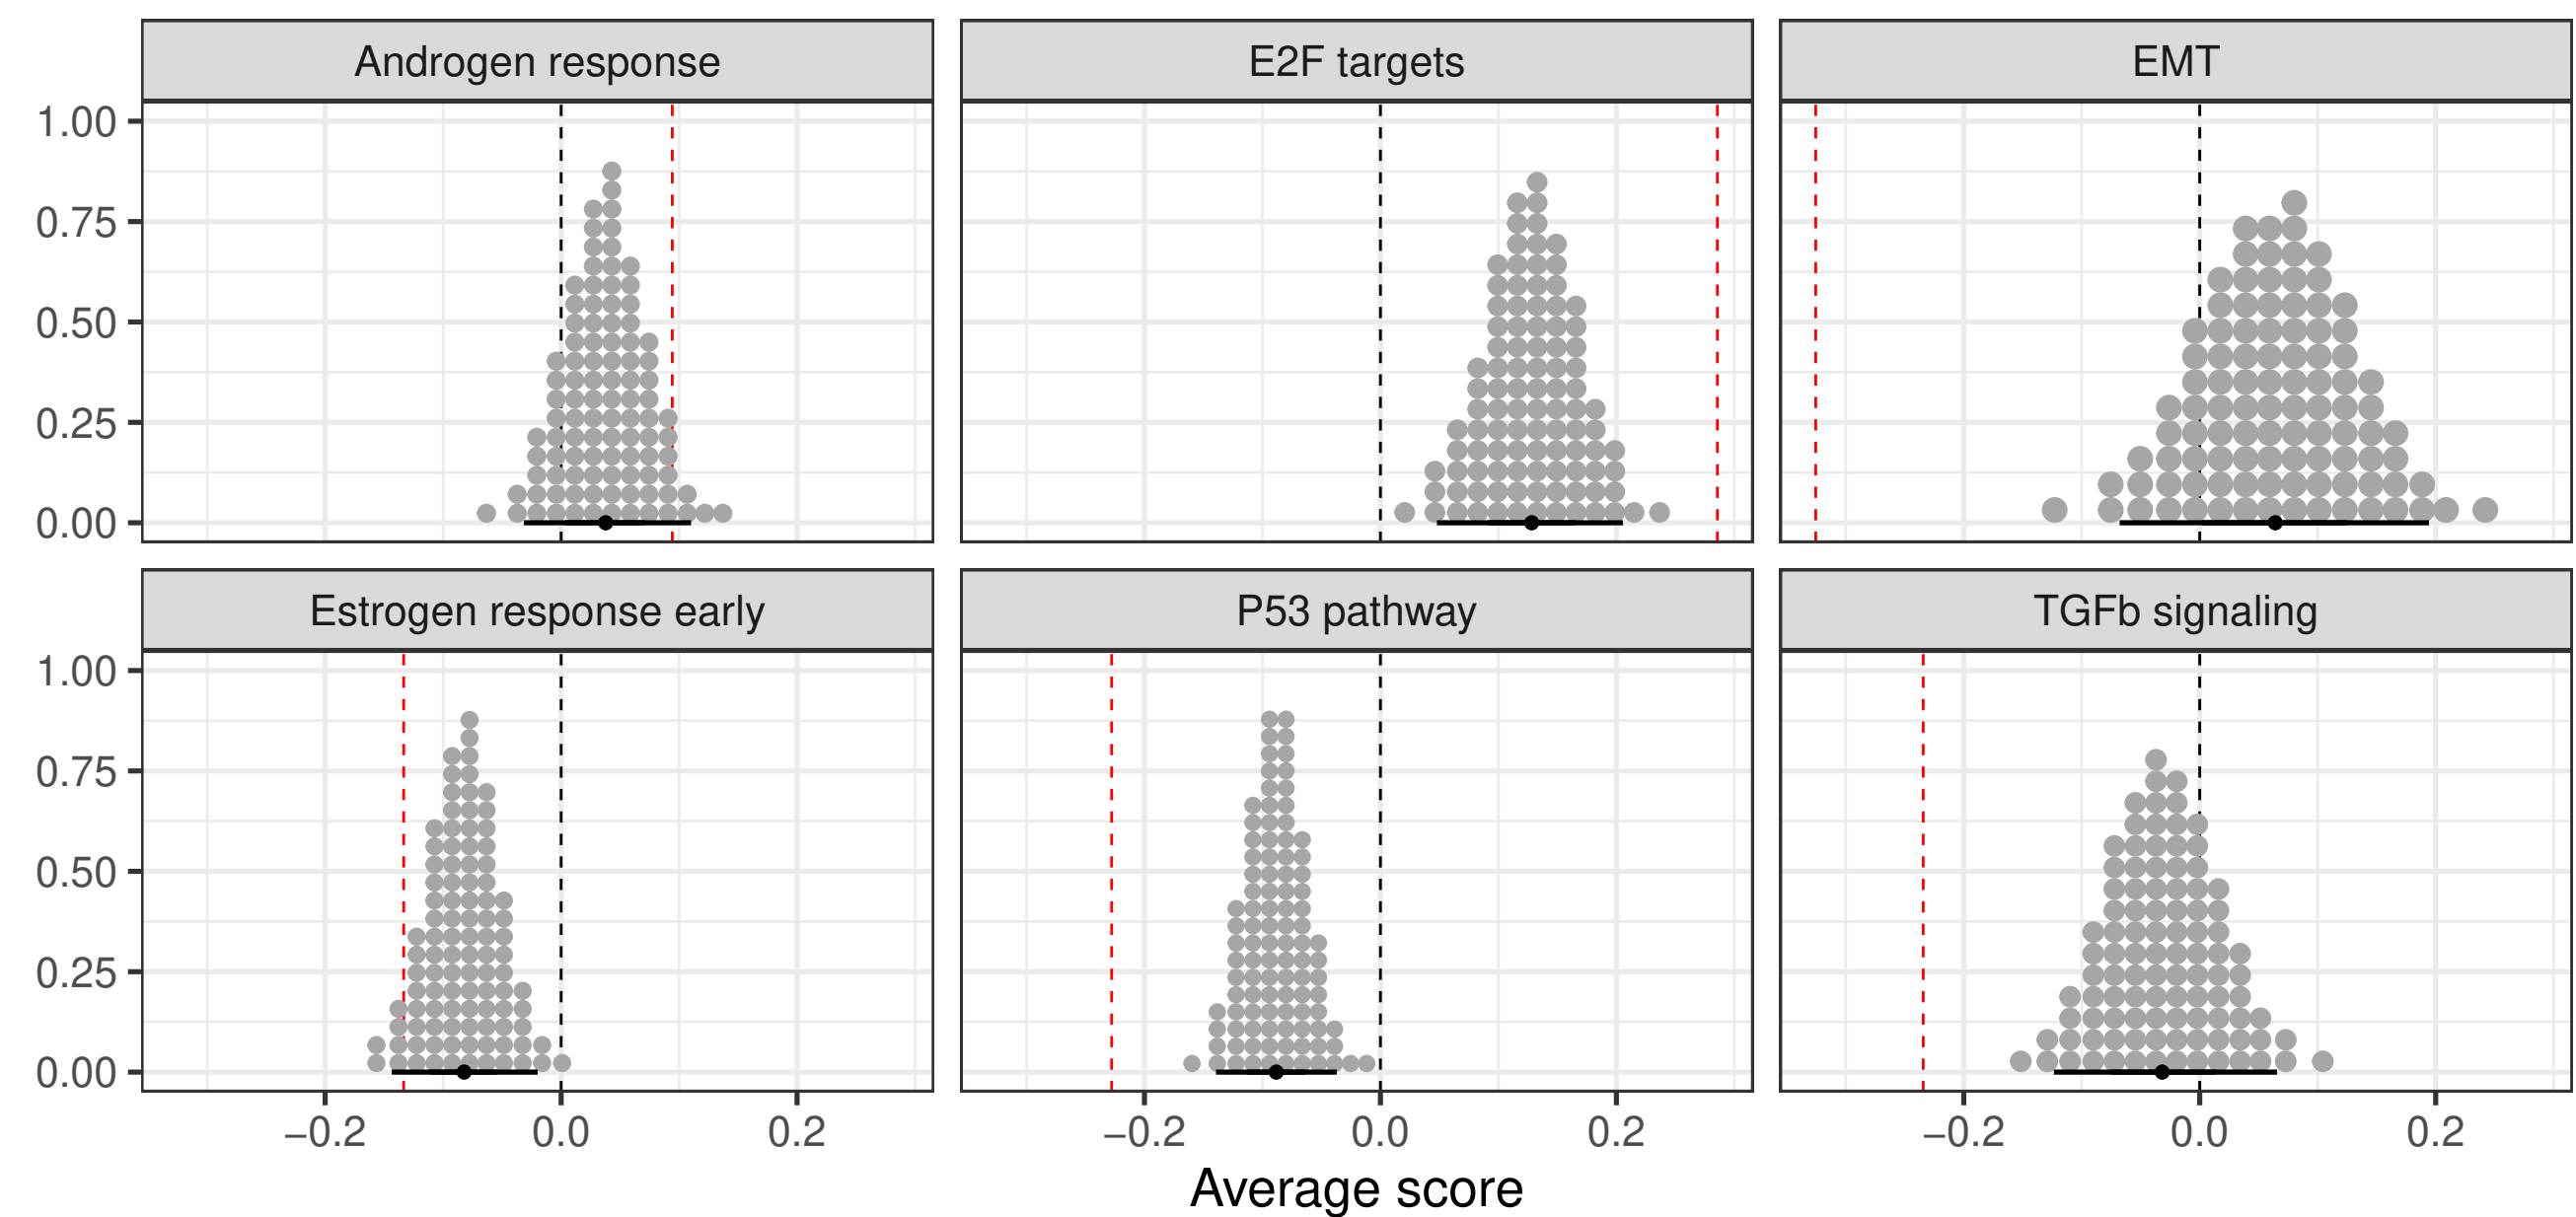 Androgen response E2F targets EMT
1.00
0.75
0.50
0.25
0.00
Estrogen response early P53 pathway TGFb signaling
1.00
0.75
0.50
0.25
0.00
−0.2 0.0 0.2 −0.2 0.0 0.2 −0.2 0.0 0.2
Average score